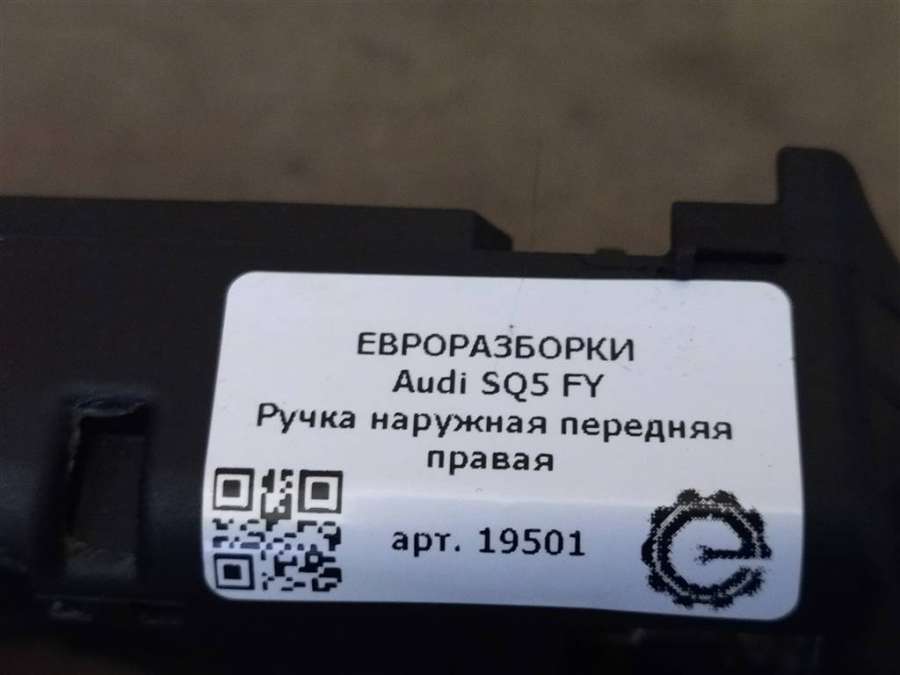 ЕВРОРАЗБОРКИ
Audi SQ5 FY
Ручка наружная передняя
правая
арт. 19501